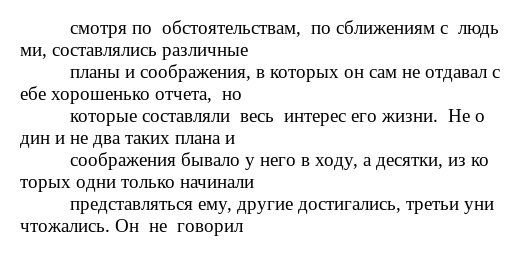 смотря по  обстоятельствам,  по сближениям с  людь
ми, составлялись различные
планы и соображения, в которых он сам не отдавал с
ебе хорошенько отчета,  но
которые составляли  весь  интерес его жизни.  Не о
дин и не два таких плана и
соображения бывало у него в ходу, а десятки, из ко
торых одни только начинали
представляться ему, другие достигались, третьи уни
чтожались. Он  не  говорил